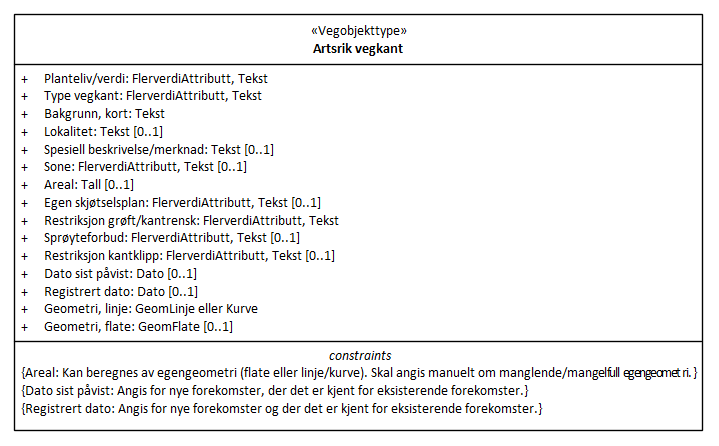 «Vegobjekttype»
Artsrik vegkant
+ Planteliv/verdi: FlerverdiAttributt, Tekst
+ Type vegkant: FlerverdiAttributt, Tekst
+ Bakgrunn, kort: Tekst
+ Lokalitet: Tekst [0..1]
+ Spesiell beskrivelse/merknad: Tekst [0..1]
+ Sone: FlerverdiAttributt, Tekst [0..1]
+ Areal: Tall [0..1]
+ Egen skjøtselsplan: FlerverdiAttributt, Tekst [0..1]
+ Restriksjon grøft/kantrensk: FlerverdiAttributt, Tekst
+ Sprøyteforbud: FlerverdiAttributt, Tekst [0..1]
+ Restriksjon kantklipp: FlerverdiAttributt, Tekst [0..1]
+ Dato sist påvist: Dato [0..1]
+ Registrert dato: Dato [0..1]
+ Geometri, linje: GeomLinje eller Kurve
+ Geometri, flate: GeomFlate [0..1]
constraints
{Areal: Kan beregnes av egengeometri (flate eller linje/kurve). Skal angis manuelt om manglende/mangelfull egengeometri.}
{Dato sist påvist: Angis for nye forekomster, der det er kjent for eksisterende forekomster.}
{Registrert dato: Angis for nye forekomster og der det er kjent for eksisterende forekomster.}